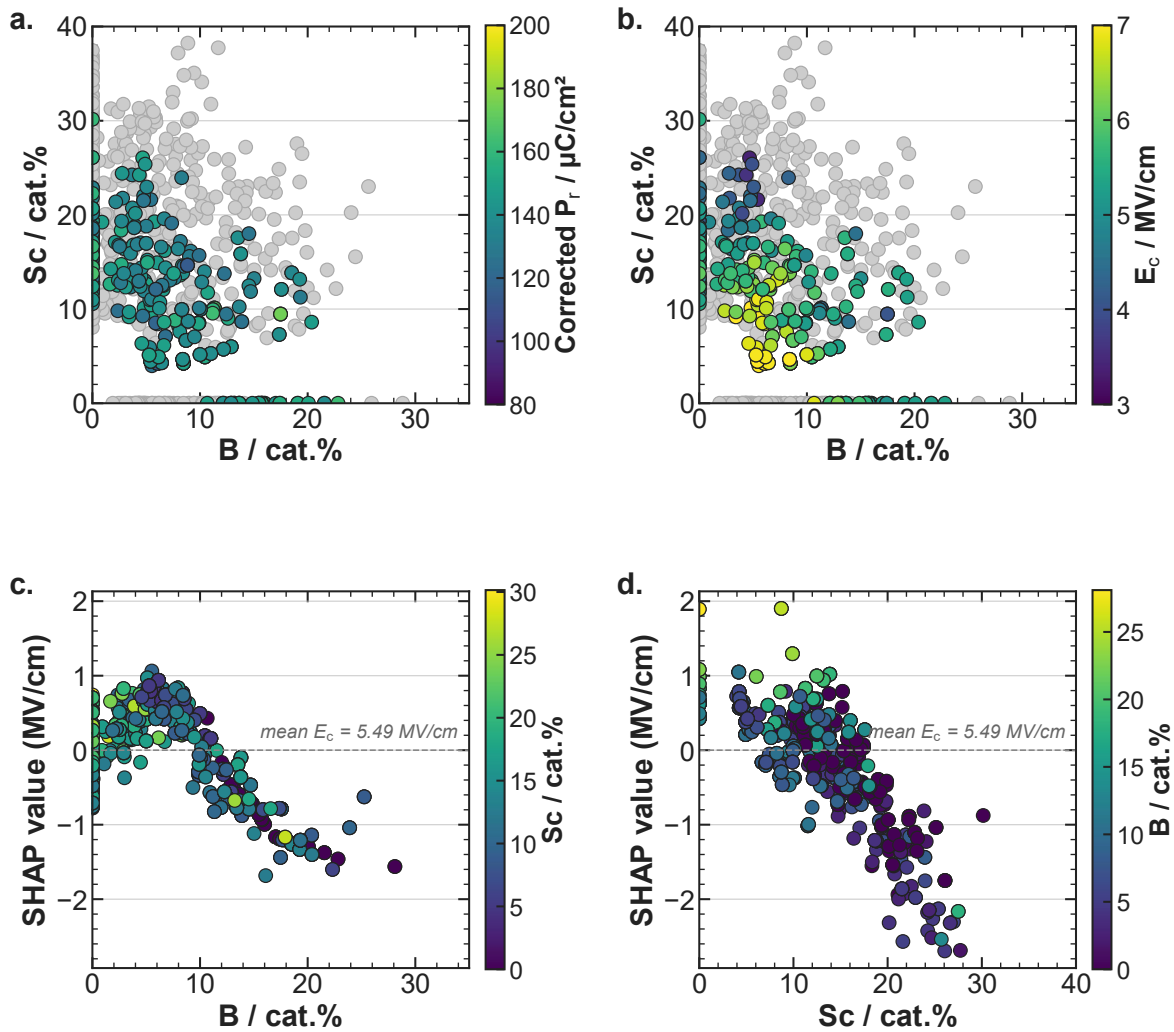 a.
40
30
20
10
0
Sc / cat.%
0 10 20 30
B / cat.%
200
180
160
140
120
100
80
Corrected Pᵣ / µC/cm²
b.
40
30
20
10
0
Sc / cat.%
0 10 20 30
B / cat.%
7
6
5
4
3
E_c / MV/cm
c.
2
1
0
−1
−2
SHAP value (MV/cm)
mean E_c = 5.49 MV/cm
0 10 20 30
B / cat.%
30
25
20
15
10
5
0
Sc / cat.%
d.
2
1
0
−1
−2
SHAP value (MV/cm)
mean E_c = 5.49 MV/cm
0 10 20 30 40
Sc / cat.%
25
20
15
10
5
0
B / cat.%